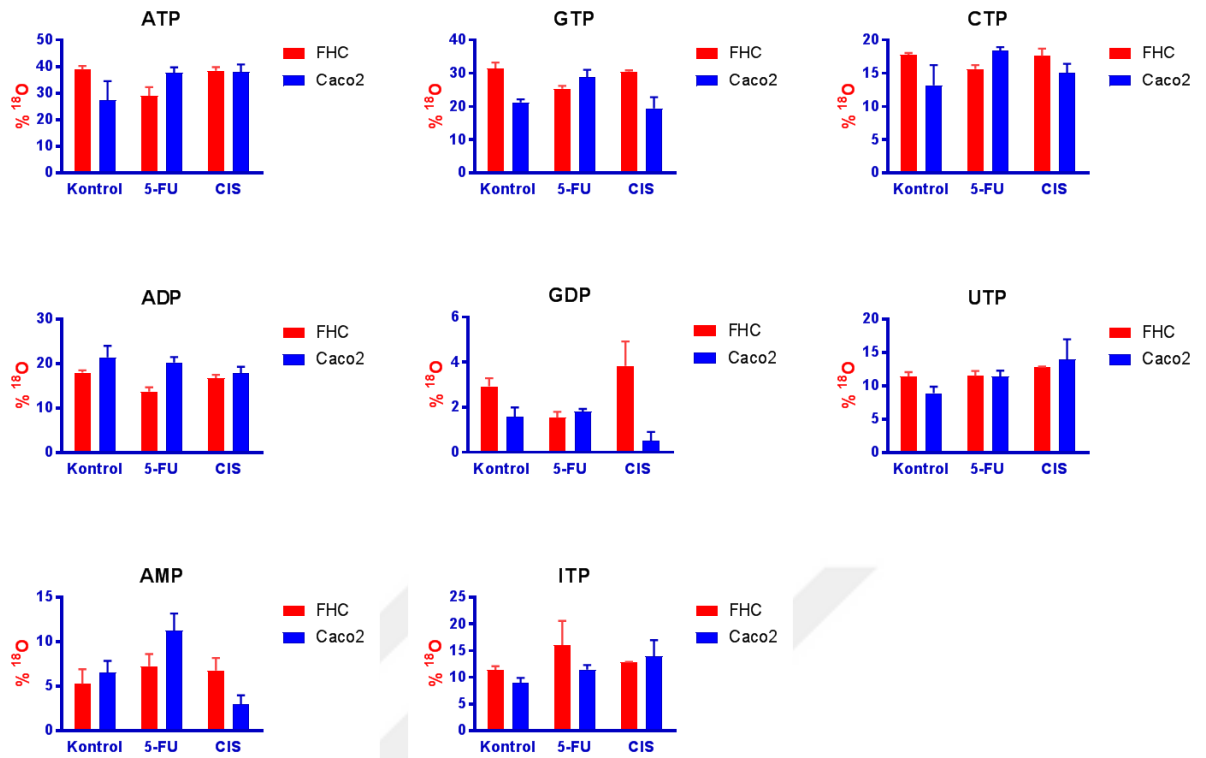 ATP
50
40
30
20
10
0
% ¹⁸O
Kontrol 5-FU CIS
FHC
Caco2
GTP
40
30
20
10
0
% ¹⁸O
Kontrol 5-FU CIS
FHC
Caco2
CTP
20
15
10
5
0
% ¹⁸O
Kontrol 5-FU CIS
FHC
Caco2
ADP
30
20
10
0
% ¹⁸O
Kontrol 5-FU CIS
FHC
Caco2
GDP
6
4
2
0
% ¹⁸O
Kontrol 5-FU CIS
FHC
Caco2
UTP
20
15
10
5
0
% ¹⁸O
Kontrol 5-FU CIS
FHC
Caco2
AMP
15
10
5
0
% ¹⁸O
Kontrol 5-FU CIS
FHC
Caco2
ITP
25
20
15
10
5
0
% ¹⁸O
Kontrol 5-FU CIS
FHC
Caco2